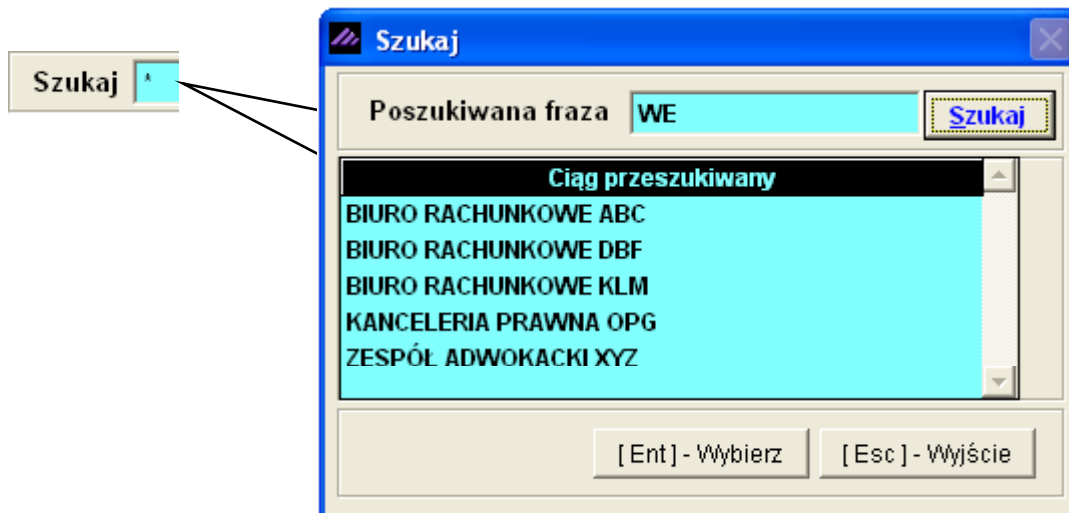 Szukaj *
Szukaj
Poszukiwana fraza WE Szukaj
Ciąg przeszukiwany
BIURO RACHUNKOWE ABC
BIURO RACHUNKOWE DBF
BIURO RACHUNKOWE KLM
KANCELERIA PRAWNA OPG
ZESPÓŁ ADWOKACKI XYZ
[ Ent ] - Wybierz [ Esc ] - Wyjście